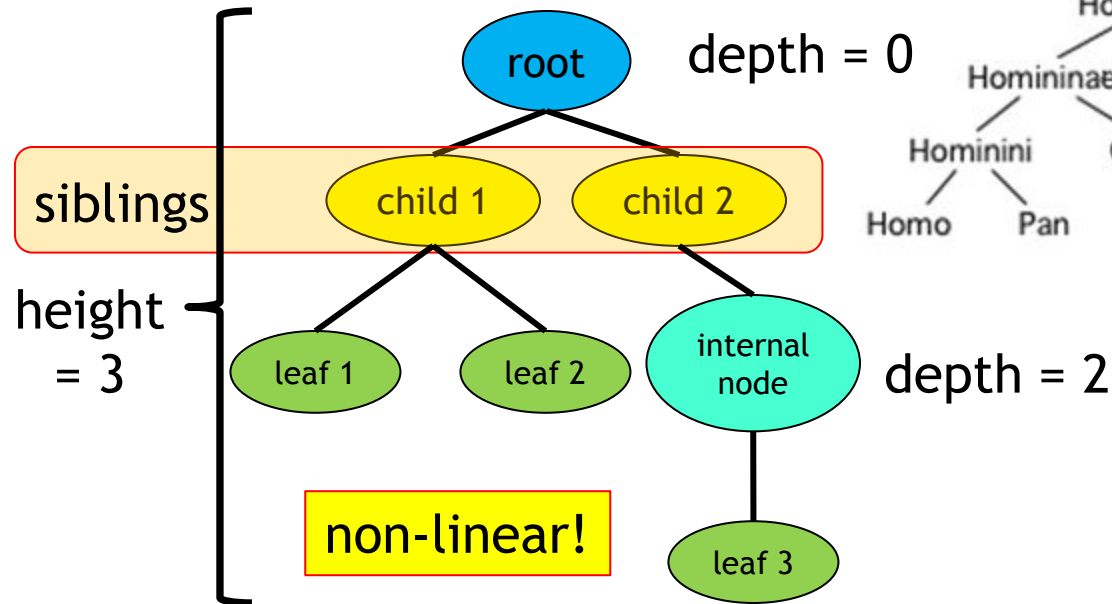 root
depth = 0
siblings
child 1
child 2
height
= 3
leaf 1
leaf 2
internal
node
depth = 2
non-linear!
leaf 3
Homininae
Hominini
Homo
Pan